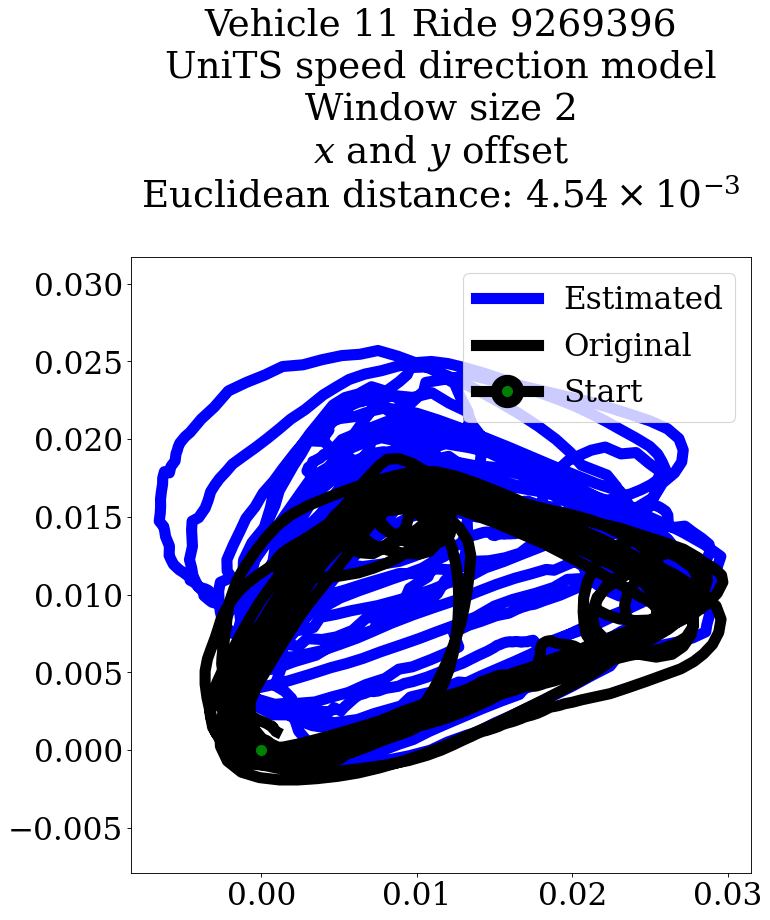 Vehicle 11 Ride 9269396
UniTS speed direction model
Window size 2
x and y offset
Euclidean distance: 4.54 × 10⁻³
Estimated
Original
Start
0.030
0.025
0.020
0.015
0.010
0.005
0.000
−0.005
0.00 0.01 0.02 0.03